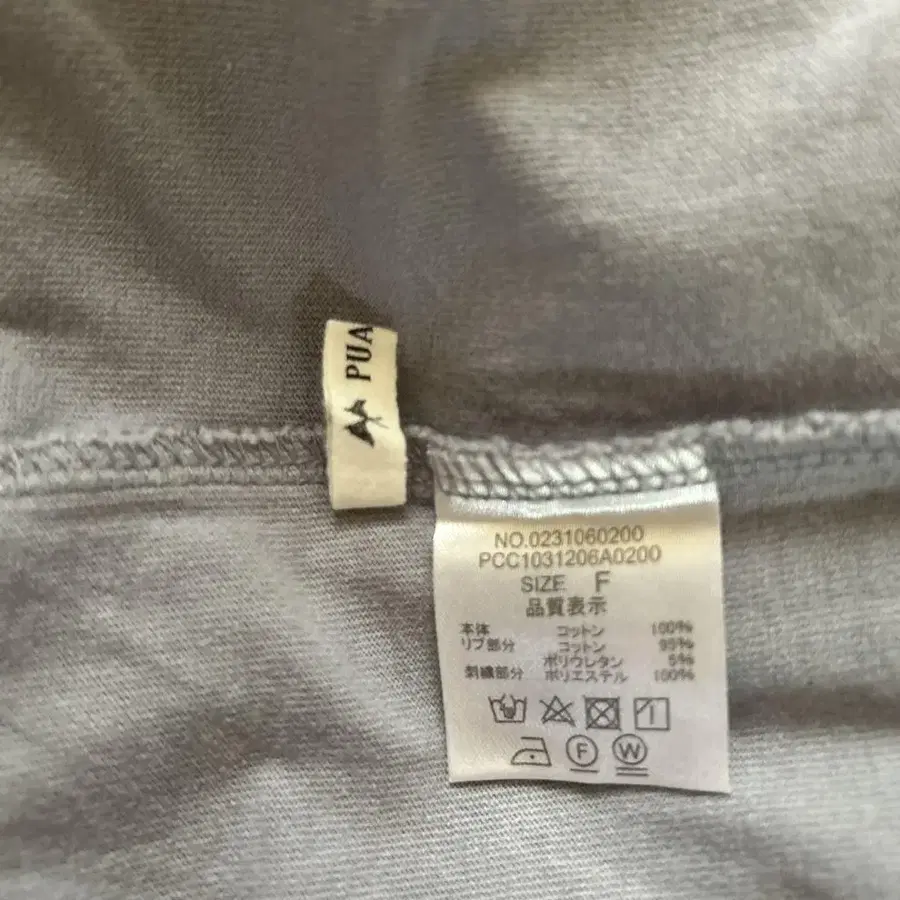 PUA
NO.0231060200
PCC1031206A0200
SIZE F
品質表示
本体 コットン 100%
リブ部分 コットン 95%
ポリウレタン 5%
刺繍部分 ポリエステル 100%
F W